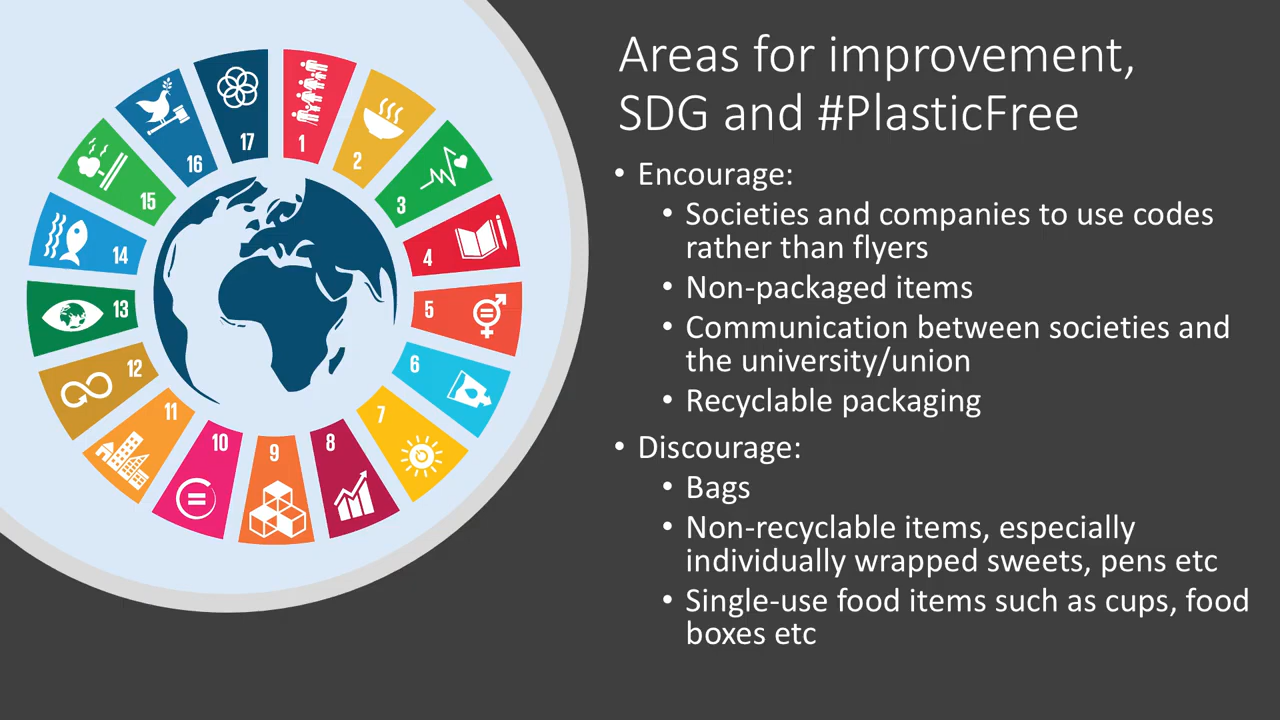 Areas for improvement,
SDG and #PlasticFree
• Encourage:
• Societies and companies to use codes
rather than flyers
• Non-packaged items
• Communication between societies and
the university/union
• Recyclable packaging
• Discourage:
• Bags
• Non-recyclable items, especially
individually wrapped sweets, pens etc
• Single-use food items such as cups, food
boxes etc
1
2
3
4
5
6
7
8
9
10
11
12
13
14
15
16
17